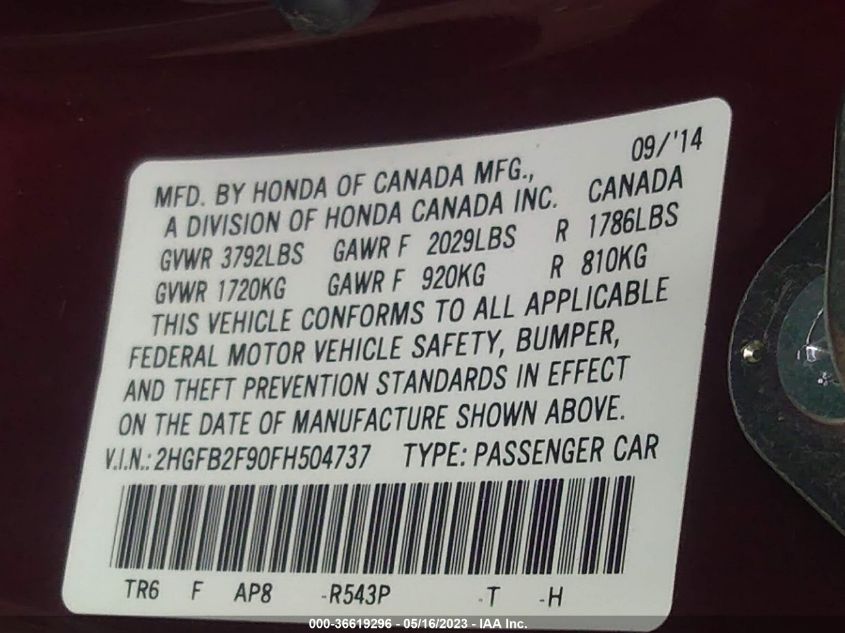 09/'14
MFD. BY HONDA OF CANADA MFG.,
A DIVISION OF HONDA CANADA INC. CANADA
GVWR 3792LBS GAWR F 2029LBS R 1786LBS
GVWR 1720KG GAWR F 920KG R 810KG
THIS VEHICLE CONFORMS TO ALL APPLICABLE
FEDERAL MOTOR VEHICLE SAFETY, BUMPER,
AND THEFT PREVENTION STANDARDS IN EFFECT
ON THE DATE OF MANUFACTURE SHOWN ABOVE.
V.I.N.: 2HGFB2F90FH504737 TYPE: PASSENGER CAR
TR6 F AP8 -R543P -T -H
000-36619296 - 05/16/2023 - IAA Inc.